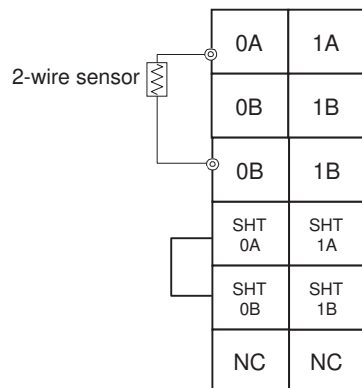 0A 1A
2-wire sensor
0B 1B
0B 1B
SHT SHT
0A 1A
SHT SHT
0B 1B
NC NC